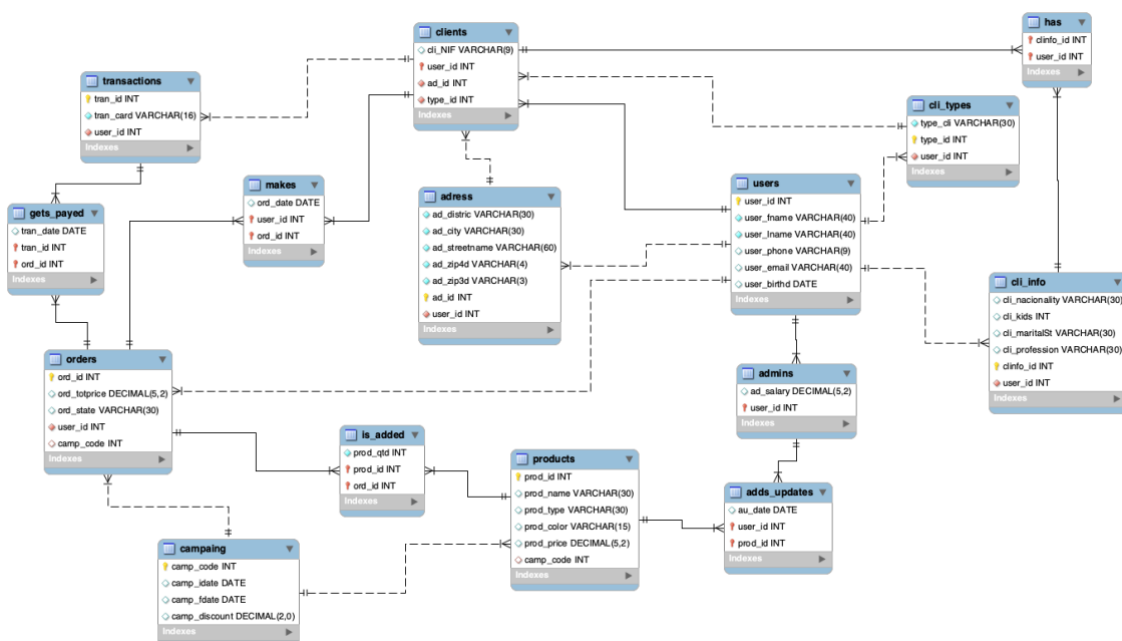 clients
cli_NIF VARCHAR(9)
user_id INT
ad_id INT
type_id INT
Indexes
has
clinfo_id INT
user_id INT
Indexes
transactions
tran_id INT
tran_card VARCHAR(16)
user_id INT
Indexes
cli_types
type_cli VARCHAR(30)
type_id INT
user_id INT
Indexes
makes
ord_date DATE
user_id INT
ord_id INT
Indexes
adress
ad_distric VARCHAR(30)
ad_city VARCHAR(30)
ad_streetname VARCHAR(60)
ad_zip4d VARCHAR(4)
ad_zip3d VARCHAR(3)
ad_id INT
user_id INT
Indexes
users
user_id INT
user_fname VARCHAR(40)
user_lname VARCHAR(40)
user_phone VARCHAR(9)
user_email VARCHAR(40)
user_birthd DATE
Indexes
gets_payed
tran_date DATE
tran_id INT
ord_id INT
Indexes
cli_info
cli_nacionality VARCHAR(30)
cli_kids INT
cli_maritalSt VARCHAR(30)
cli_profession VARCHAR(30)
clinfo_id INT
user_id INT
Indexes
orders
ord_id INT
ord_totprice DECIMAL(5,2)
ord_state VARCHAR(30)
user_id INT
camp_code INT
Indexes
admins
ad_salary DECIMAL(5,2)
user_id INT
Indexes
is_added
prod_qtd INT
prod_id INT
ord_id INT
Indexes
products
prod_id INT
prod_name VARCHAR(30)
prod_type VARCHAR(30)
prod_color VARCHAR(15)
prod_price DECIMAL(5,2)
camp_code INT
Indexes
adds_updates
au_date DATE
user_id INT
prod_id INT
Indexes
campaing
camp_code INT
camp_idate DATE
camp_fdate DATE
camp_discount DECIMAL(2,0)